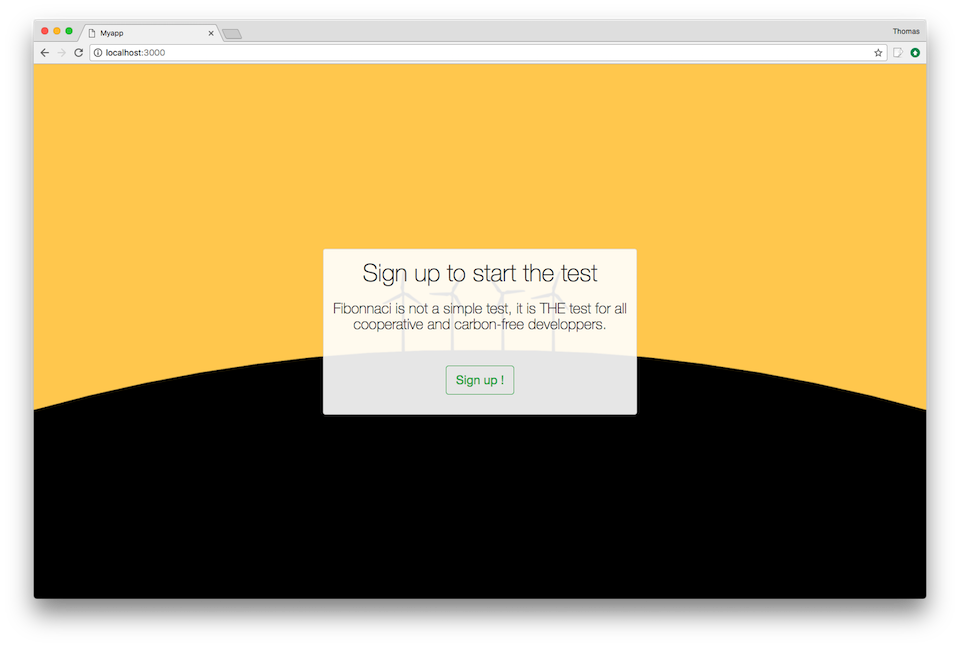 Myapp
Thomas
localhost:3000
Sign up to start the test
Fibonnaci is not a simple test, it is THE test for all
cooperative and carbon-free developpers.
Sign up !